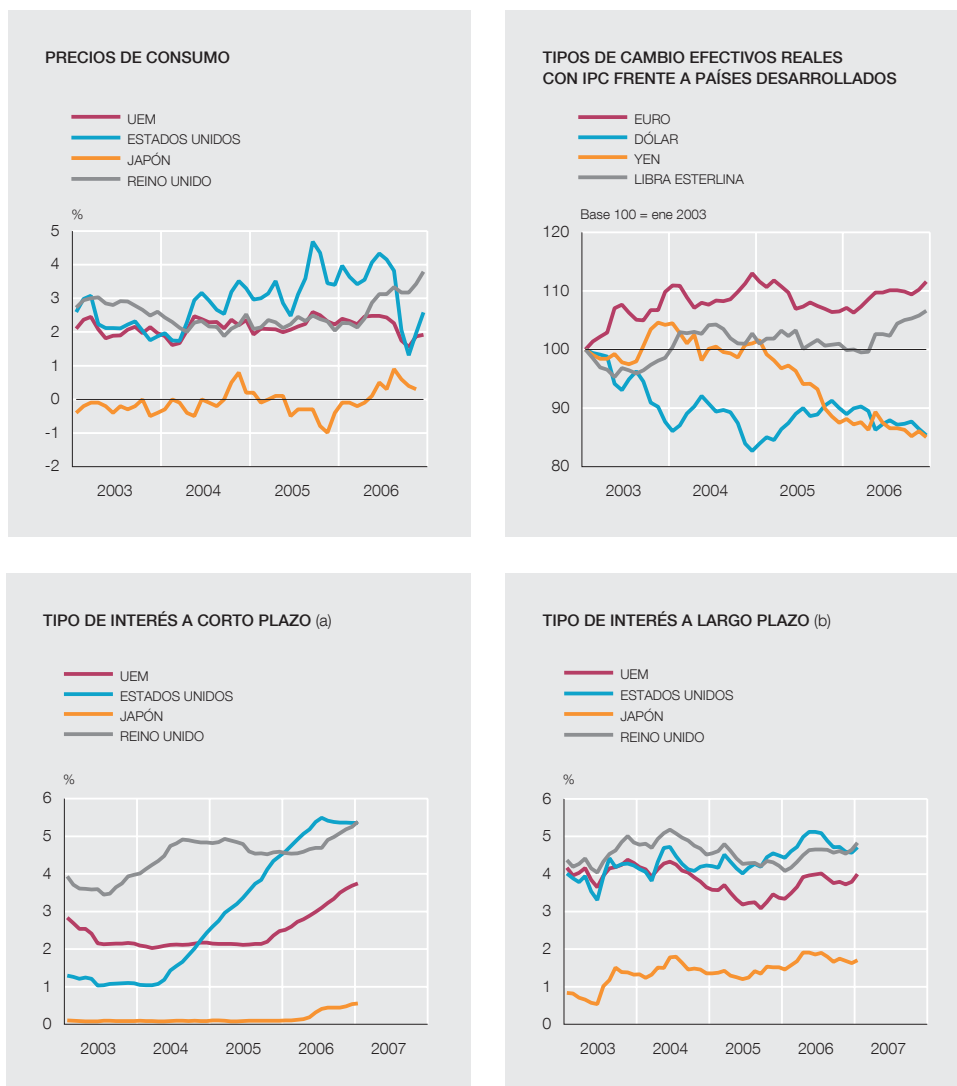 PRECIOS DE CONSUMO
UEM
ESTADOS UNIDOS
JAPÓN
REINO UNIDO
%
5
4
3
2
1
0
-1
-2
2003 2004 2005 2006
TIPOS DE CAMBIO EFECTIVOS REALES
CON IPC FRENTE A PAÍSES DESARROLLADOS
EURO
DÓLAR
YEN
LIBRA ESTERLINA
Base 100 = ene 2003
120
110
100
90
80
2003 2004 2005 2006
TIPO DE INTERÉS A CORTO PLAZO (a)
UEM
ESTADOS UNIDOS
JAPÓN
REINO UNIDO
%
6
5
4
3
2
1
0
2003 2004 2005 2006 2007
TIPO DE INTERÉS A LARGO PLAZO (b)
UEM
ESTADOS UNIDOS
JAPÓN
REINO UNIDO
%
6
5
4
3
2
1
0
2003 2004 2005 2006 2007